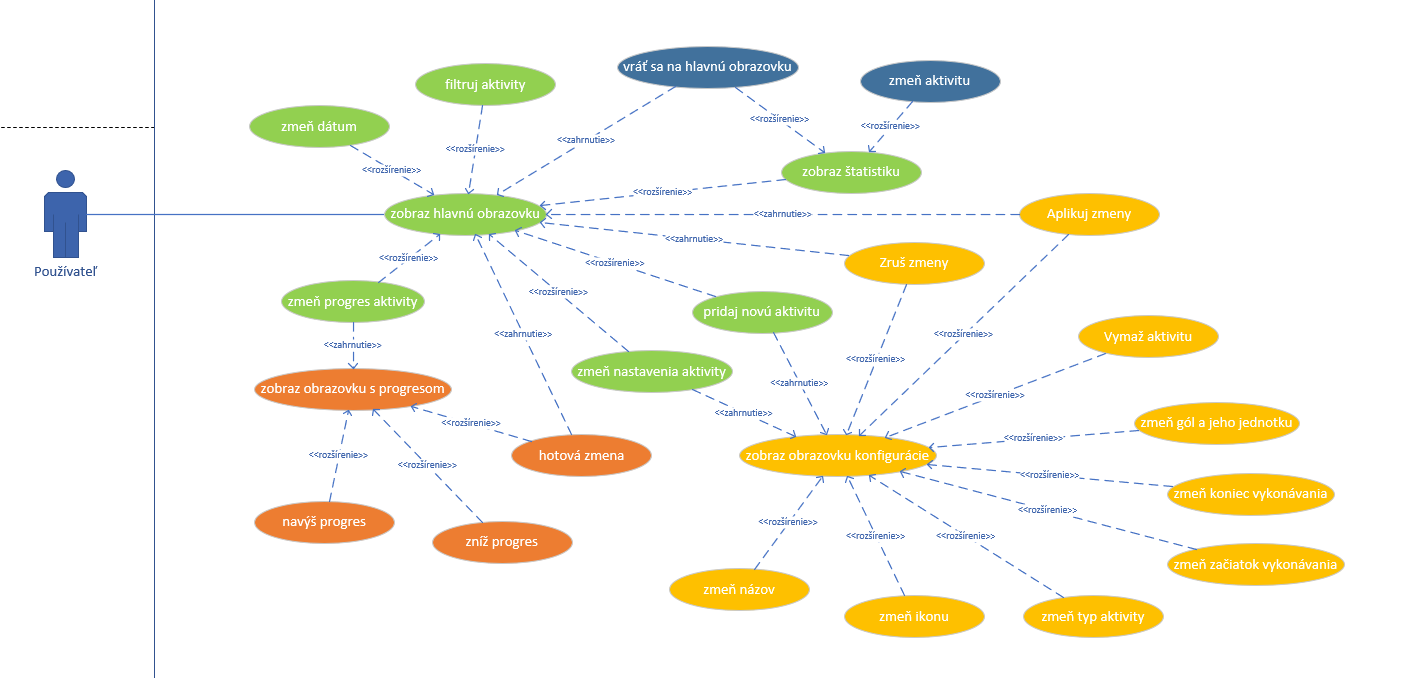 vráť sa na hlavnú obrazovku
zmeň aktivitu
filtruj aktivity
zmeň dátum
<<rozšírenie>>
<<rozšírenie>>
<<zahrnutie>>
<<rozšírenie>>
<<rozšírenie>>
zobraz štatistiku
<<rozšírenie>>
Používateľ
zobraz hlavnú obrazovku
<<zahrnutie>>
Aplikuj zmeny
<<zahrnutie>>
<<rozšírenie>>
<<rozšírenie>>
Zruš zmeny
<<rozšírenie>>
zmeň progres aktivity
pridaj novú aktivitu
<<zahrnutie>>
<<rozšírenie>>
Vymaž aktivitu
<<zahrnutie>>
<<rozšírenie>>
zmeň nastavenia aktivity
<<zahrnutie>>
zobraz obrazovku s progresom
<<rozšírenie>>
<<rozšírenie>>
<<zahrnutie>>
zmeň gól a jeho jednotku
<<rozšírenie>>
<<rozšírenie>>
<<rozšírenie>>
hotová zmena
zobraz obrazovku konfigurácie
<<rozšírenie>>
zmeň koniec vykonávania
navýš progres
<<rozšírenie>>
<<rozšírenie>>
<<rozšírenie>>
<<rozšírenie>>
zníž progres
zmeň začiatok vykonávania
zmeň názov
zmeň ikonu
zmeň typ aktivity